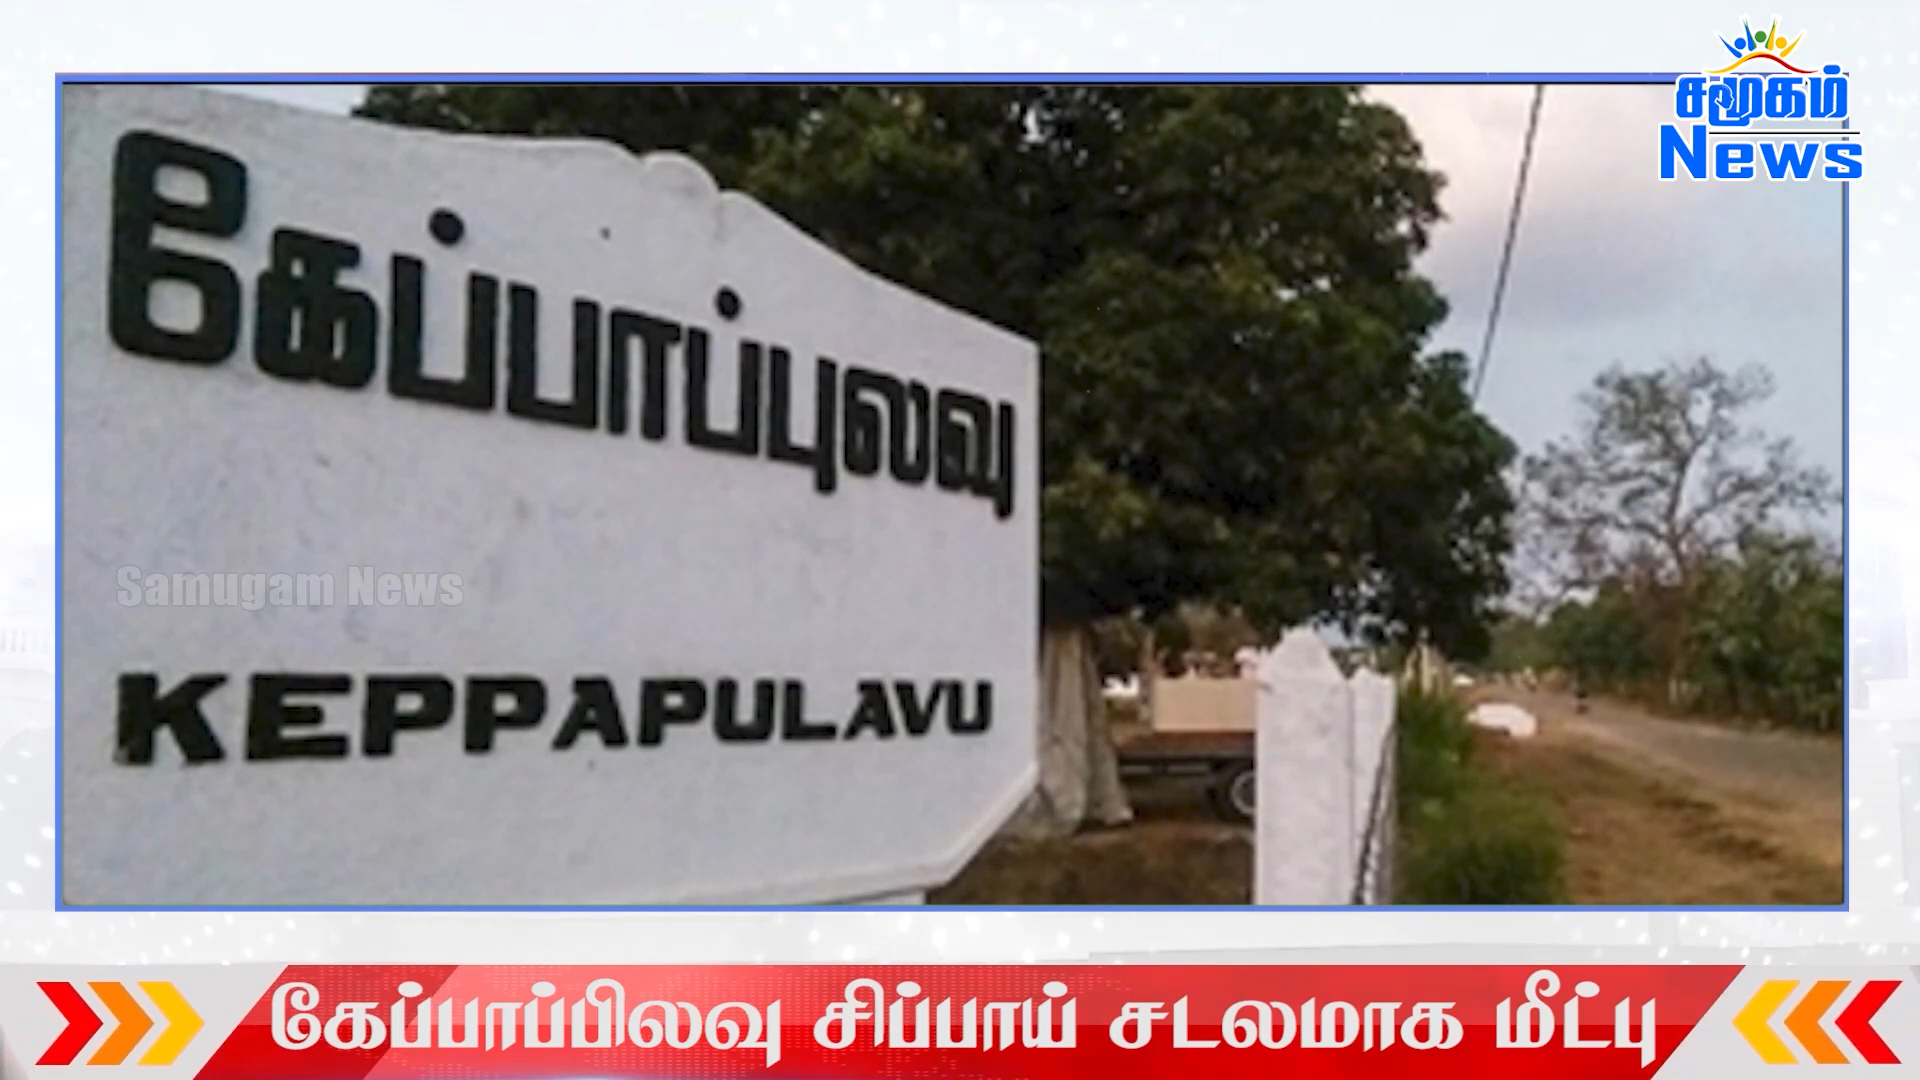 சமூகம்
News
கேப்பாப்புலவு
Samugam News
KEPPAPULAVU
கேப்பாப்பிலவு சிப்பாய் சடலமாக மீட்பு